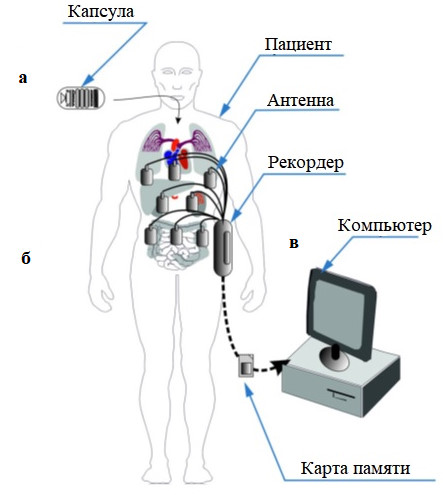 Капсула
Пациент
а
Антенна
Рекордер
Компьютер
б
в
Карта памяти